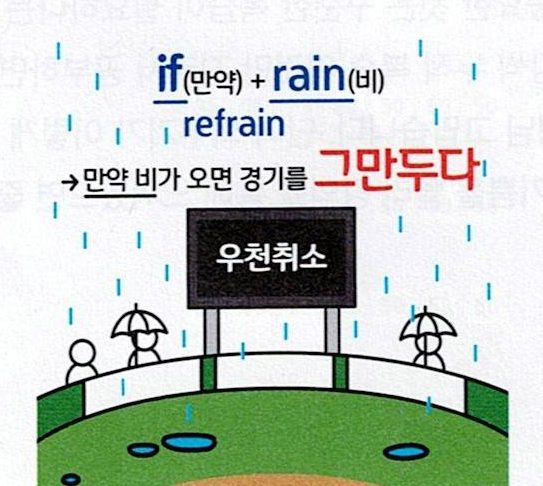 if(만약) + rain(비)
refrain
→ 만약 비가 오면 경기를 그만두다
우천취소